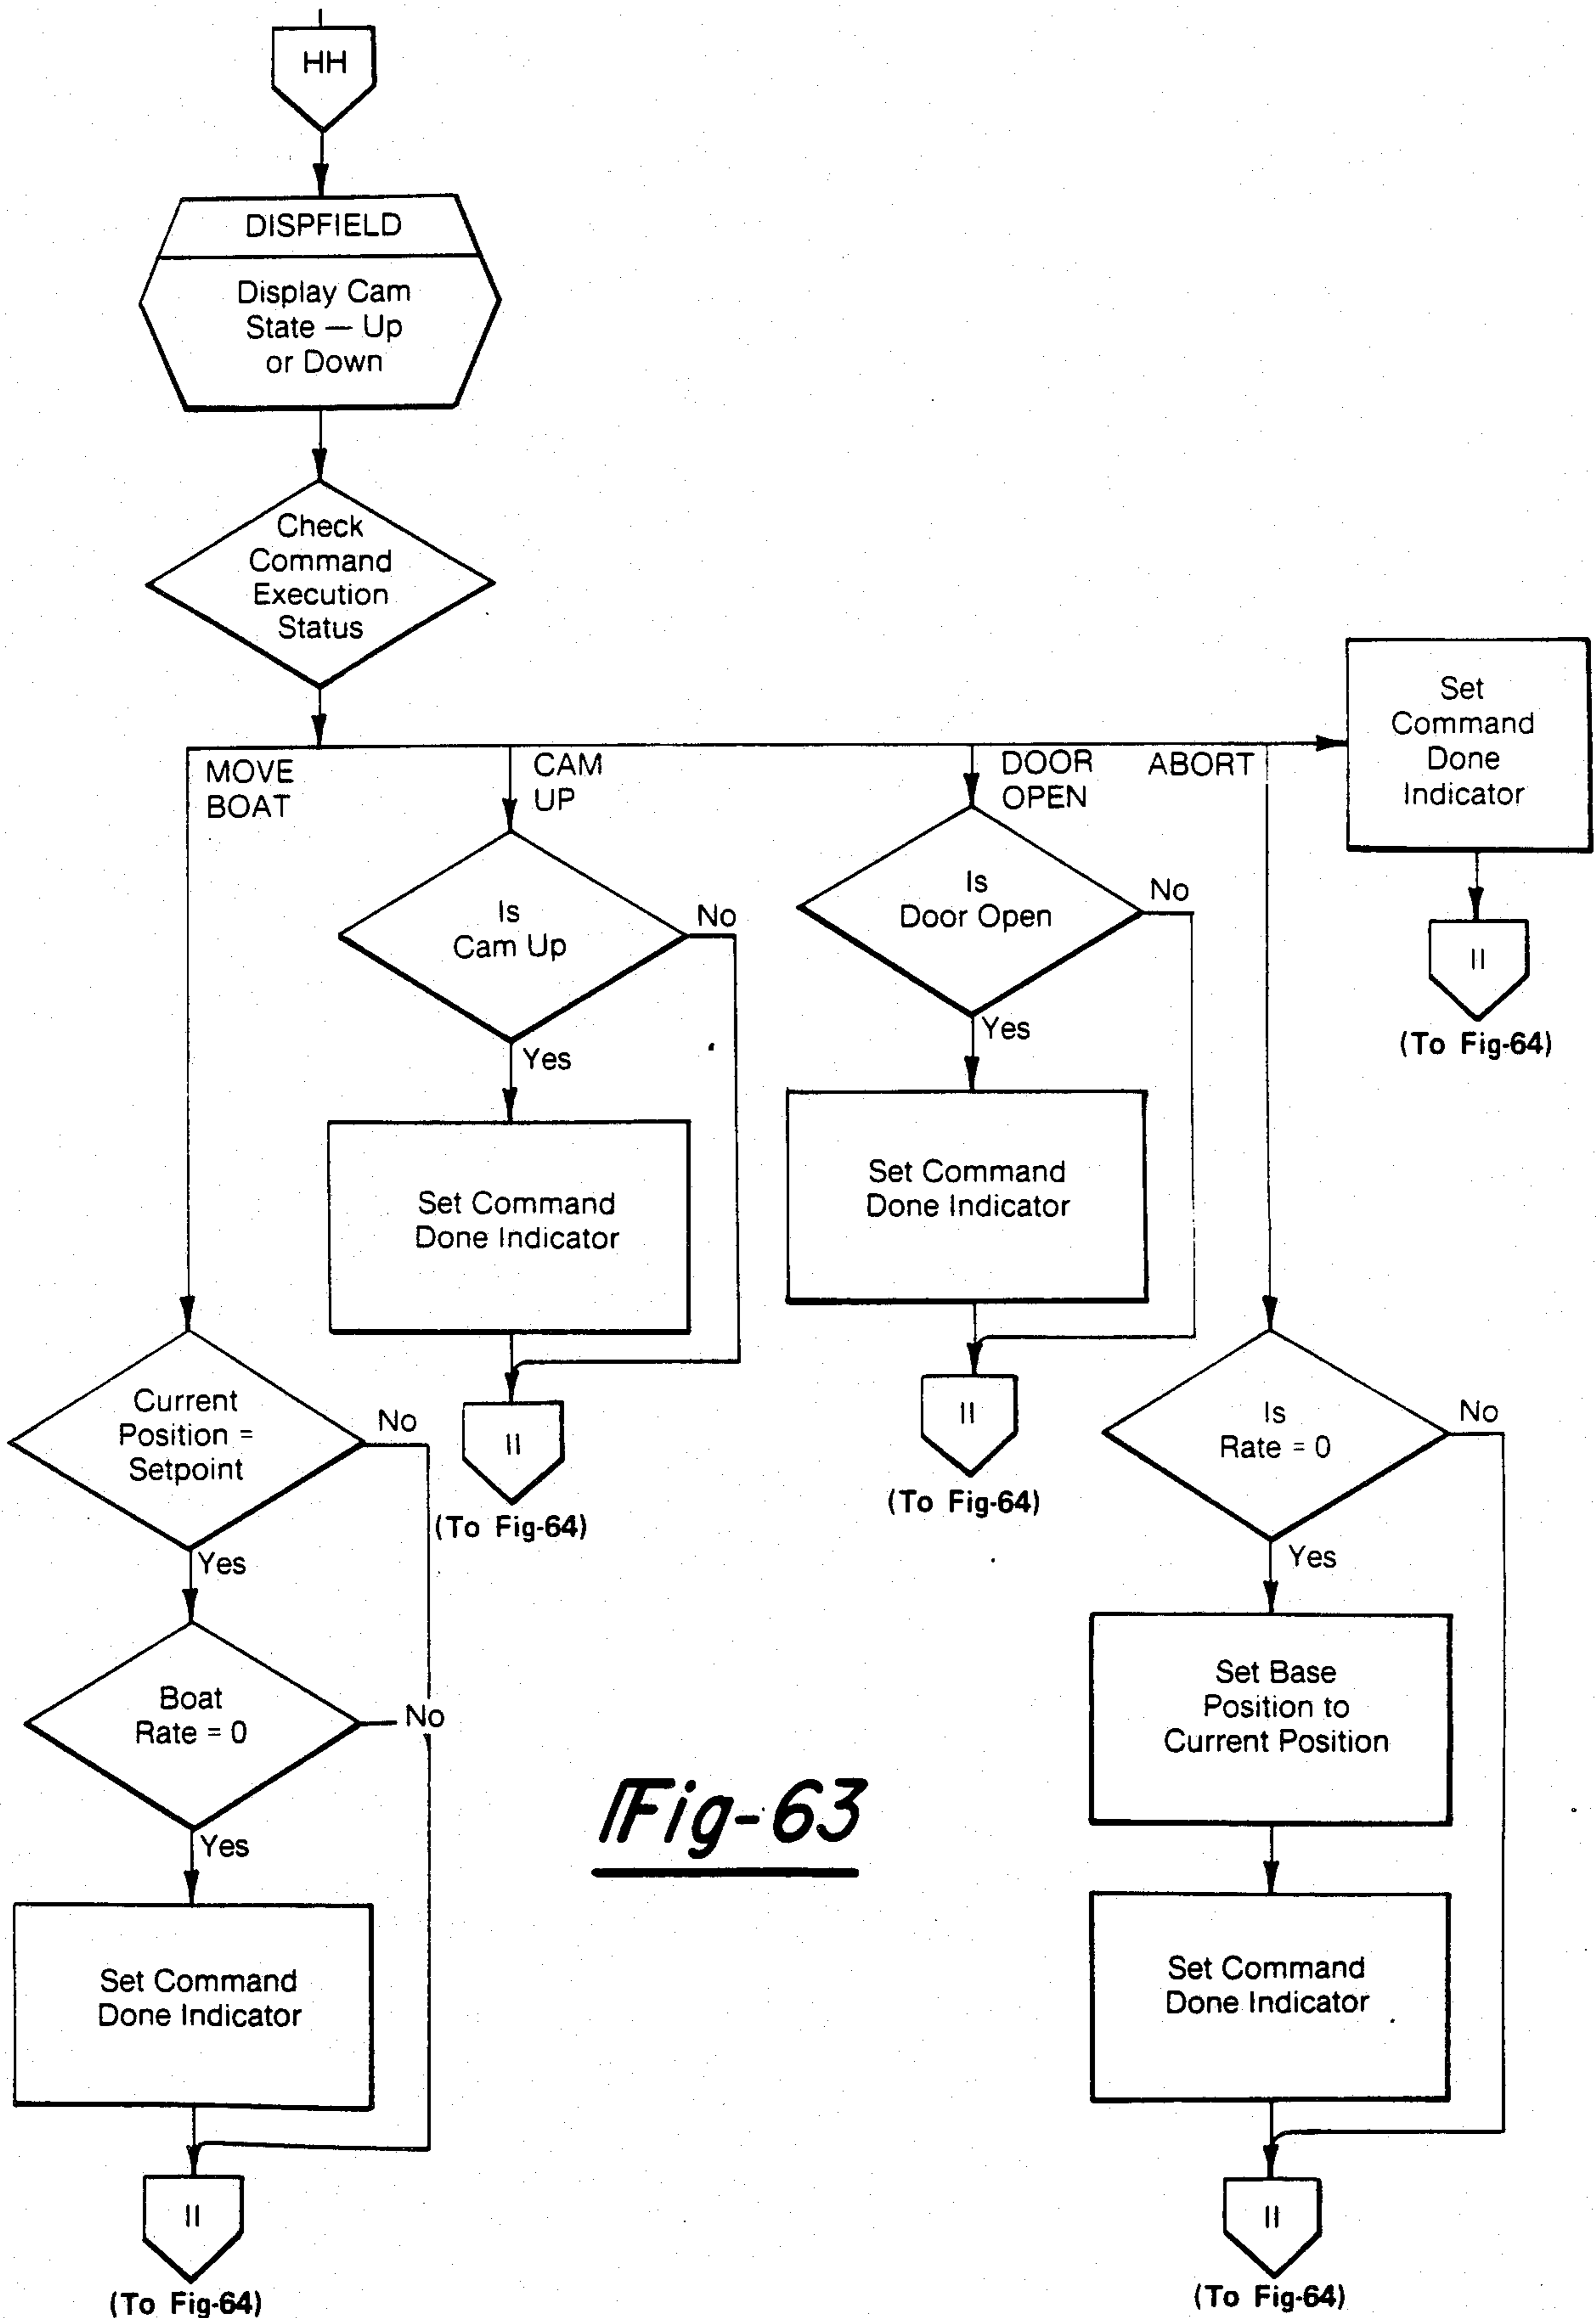 HH
DISPFIELD
Display Cam
State — Up
or Down
Check
Command
Execution
Status
MOVE
BOAT
CAM
UP
DOOR
OPEN
ABORT
Set
Command
Done
Indicator
II
(To Fig-64)
Is
Cam Up
No
Yes
Set Command
Done Indicator
II
(To Fig-64)
Is
Door Open
No
Yes
Set Command
Done Indicator
II
(To Fig-64)
Current
Position =
Setpoint
No
Yes
Boat
Rate = 0
No
Yes
Set Command
Done Indicator
II
(To Fig-64)
Is
Rate = 0
No
Yes
Set Base
Position to
Current Position
Set Command
Done Indicator
II
(To Fig-64)
Fig-63